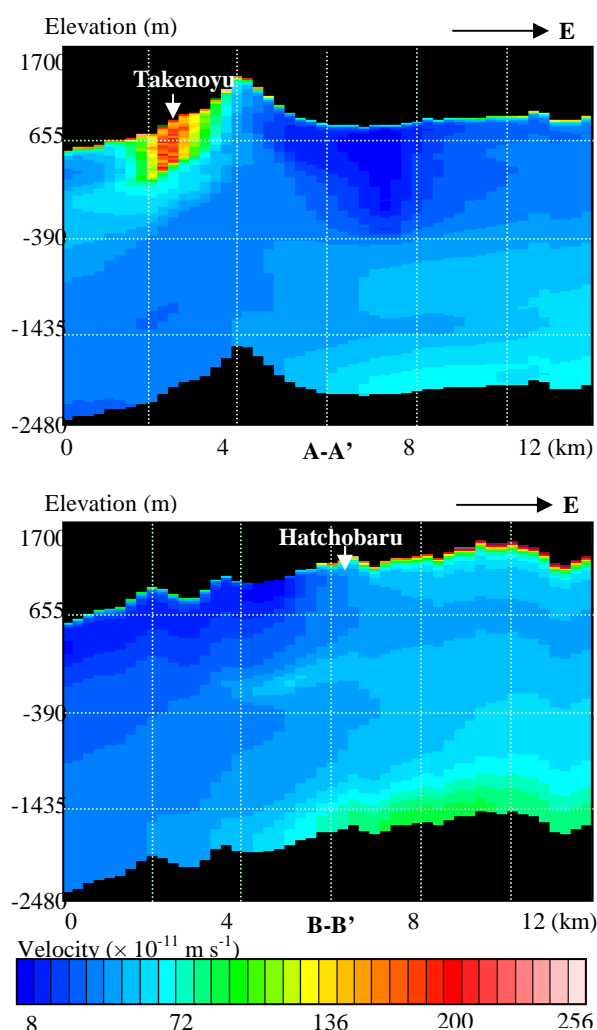 Elevation (m)
E
1700
Takenoyu
655
-390
-1435
-2480
0 4 8 12 (km)
A-A’
Elevation (m)
E
1700
Hatchobaru
655
-390
-1435
-2480
0 4 8 12 (km)
B-B’
Velocity (× 10-11 m s-1)
8 72 136 200 256